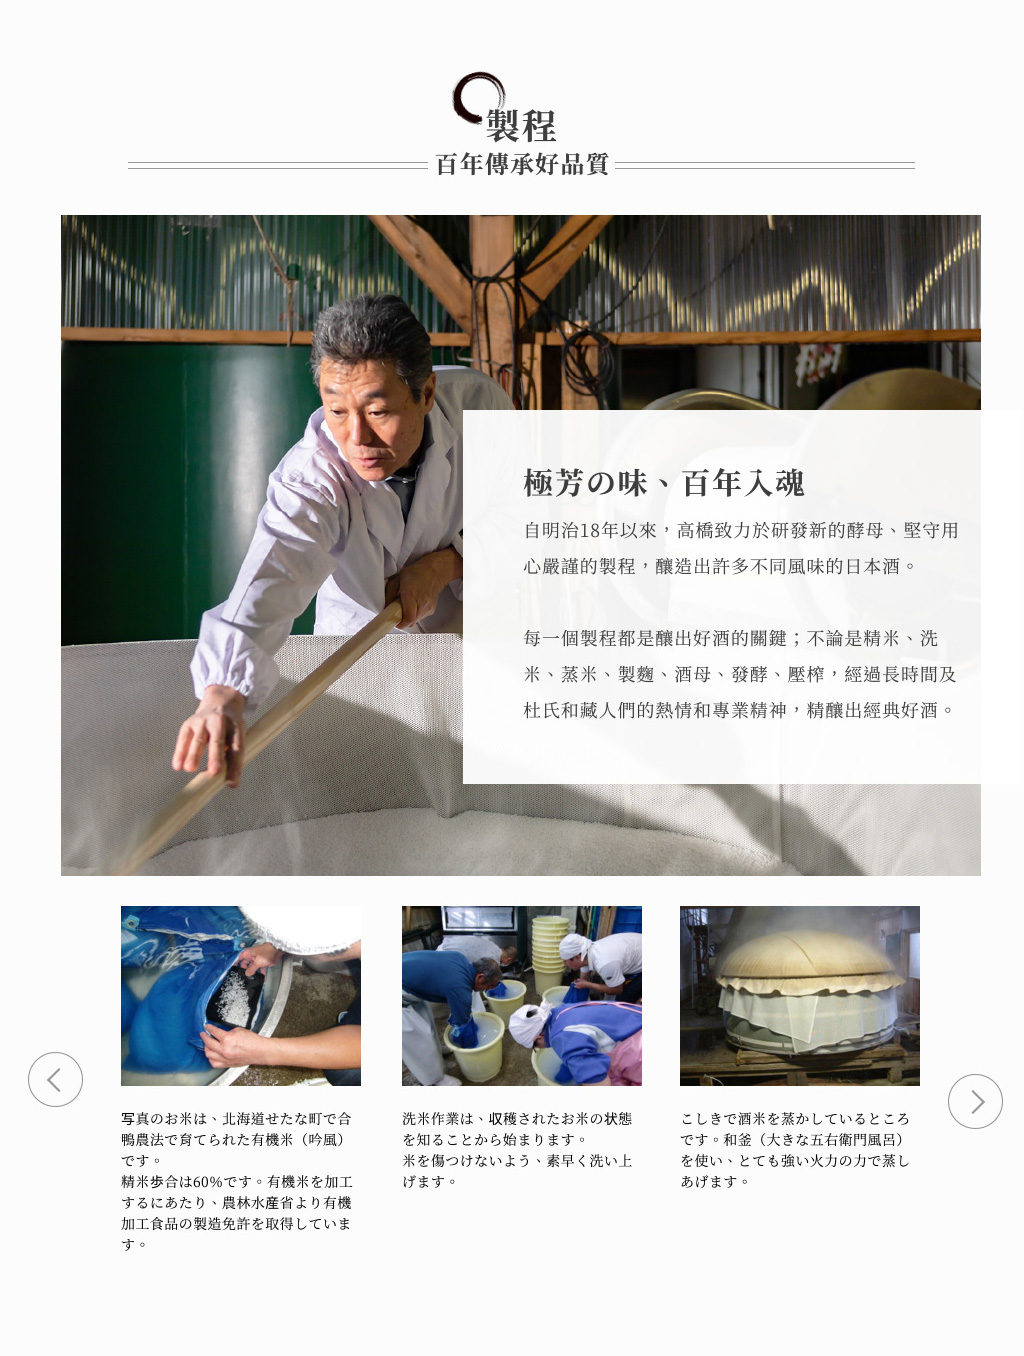 製程
百年傳承好品質
極芳の味、百年入魂
自明治18年以來，高橋致力於研發新的酵母、堅守用
心嚴謹的製程，釀造出許多不同風味的日本酒。
每一個製程都是釀出好酒的關鍵；不論是精米、洗
米、蒸米、製麴、酒母、發酵、壓榨，經過長時間及
杜氏和藏人們的熱情和專業精神，精釀出經典好酒。
写真のお米は、北海道せたな町で合
鴨農法で育てられた有機米（吟風）
です。
精米歩合は60％です。有機米を加工
するにあたり、農林水産省より有機
加工食品の製造免許を取得していま
す。
洗米作業は、収穫されたお米の状態
を知ることから始まります。
米を傷つけないよう、素早く洗い上
げます。
こしきで酒米を蒸かしているところ
です。和釜（大きな五右衛門風呂）
を使い、とても強い火力の力で蒸し
あげます。